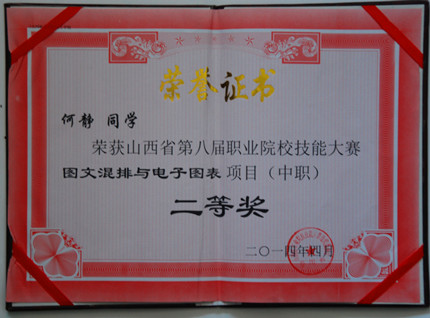 荣誉证书
何静 同学
荣获山西省第八届职业院校技能大赛
图文混排与电子图表 项目（中职）
二等奖
二〇一四年四月